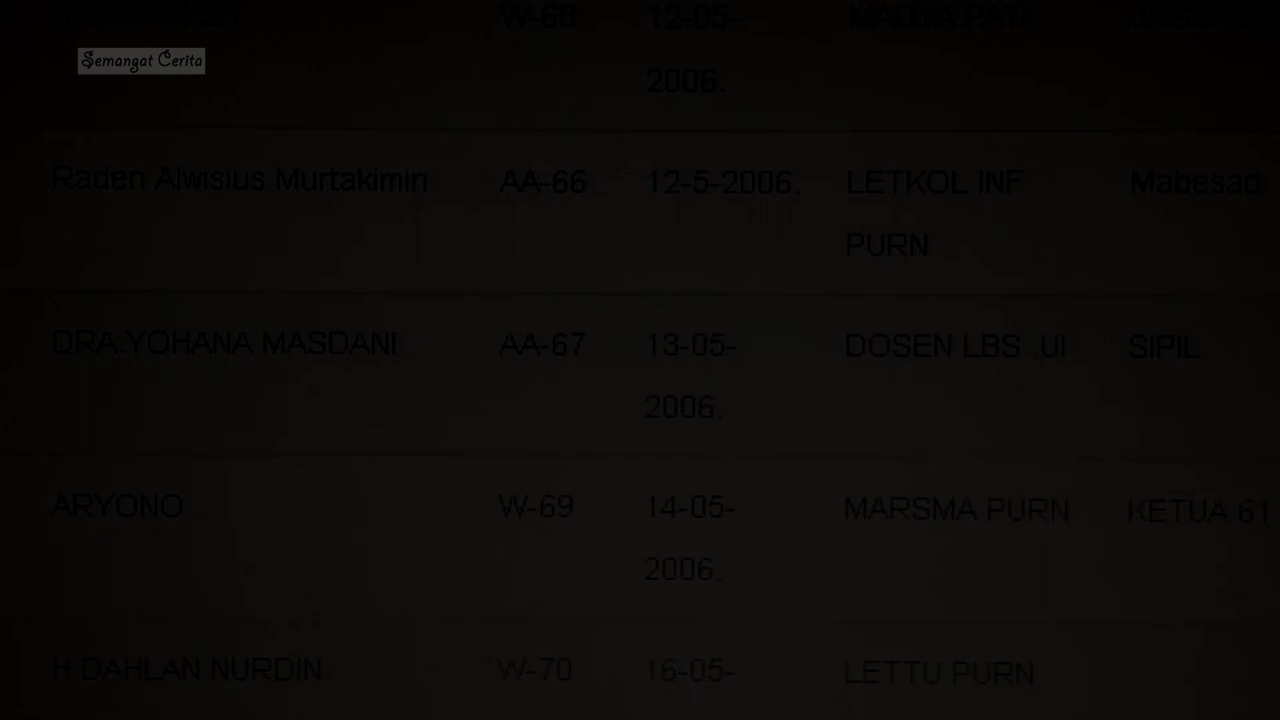 W-68 12-05- MADYA PATI
Semangat Cerita
2006.
Raden Alwisius Murtakimin AA-66 12-5-2006. LETKOL INF Mabesad
PURN
DRA.YOHANA MASDANI AA-67 13-05- DOSEN LBS .UI SIPIL
2006.
ARYONO W-69 14-05- MARSMA PURN KETUA 61
2006.
H.DAHLAN NURDIN. W-70 16-05- LETTU PURN